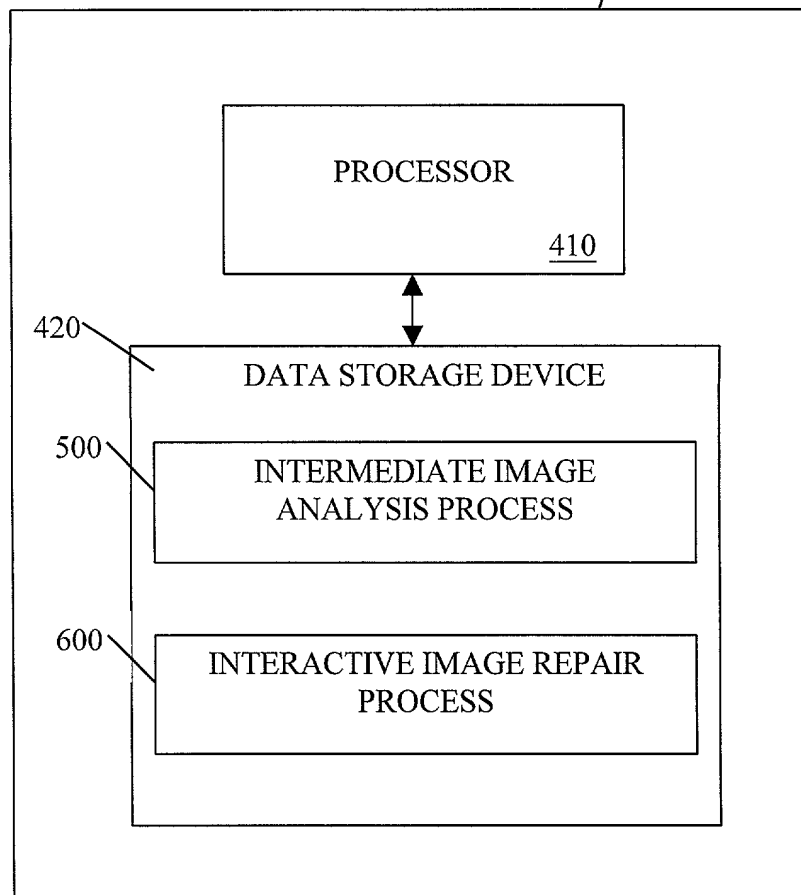 PROCESSOR
410
420
DATA STORAGE DEVICE
500
INTERMEDIATE IMAGE
ANALYSIS PROCESS
600
INTERACTIVE IMAGE REPAIR
PROCESS